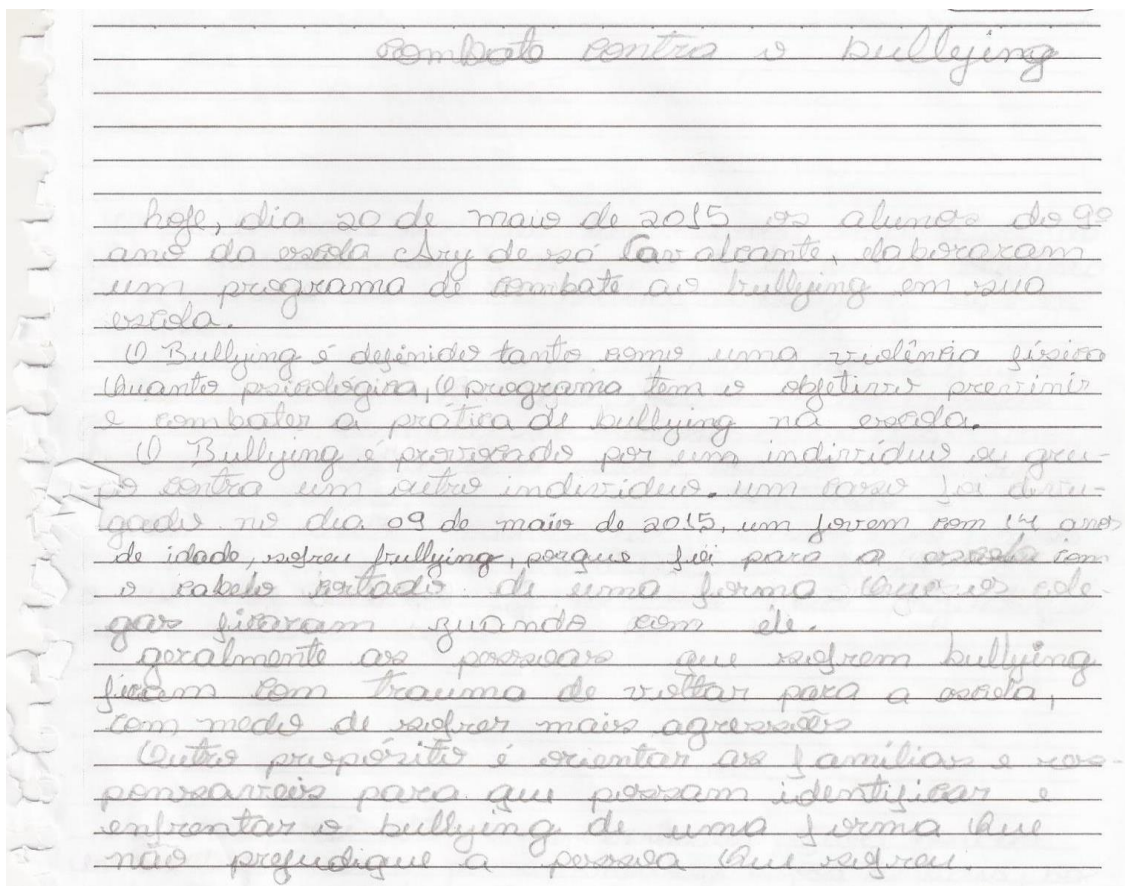 combate contra o bullying
hoje, dia 20 de maio de 2015 os alunos do 9º
ano da escola Ary de sá Cavalcante, elaboraram
um programa de combate ao bullying em sua
escola.
O Bullying é definido tanto como uma violência física
Quanto psicologica, O programa tem o objetivo previnir
e combater a prática de bullying na escola.
O Bullying e provocado por um individuo ou gru-
po contra um outro individuo. um caso foi divu-
gado no dia 09 de maio de 2015, um jovem com 14 anos
de idade, sofreu bullying, porque foi para a escola com
o cabelo cortado de uma forma os cole-
gas ficaram com ele.
geralmente as pessoas que sofrem bullying
ficam com trauma de voltar para a escola,
com medo de sofrer mais agressões
Outro propósito é orientar as famílias e res-
ponsaveis para que possam identificar e
enfrentar o bullying de uma forma Que
não prejudique a pessoa Que sofreu.